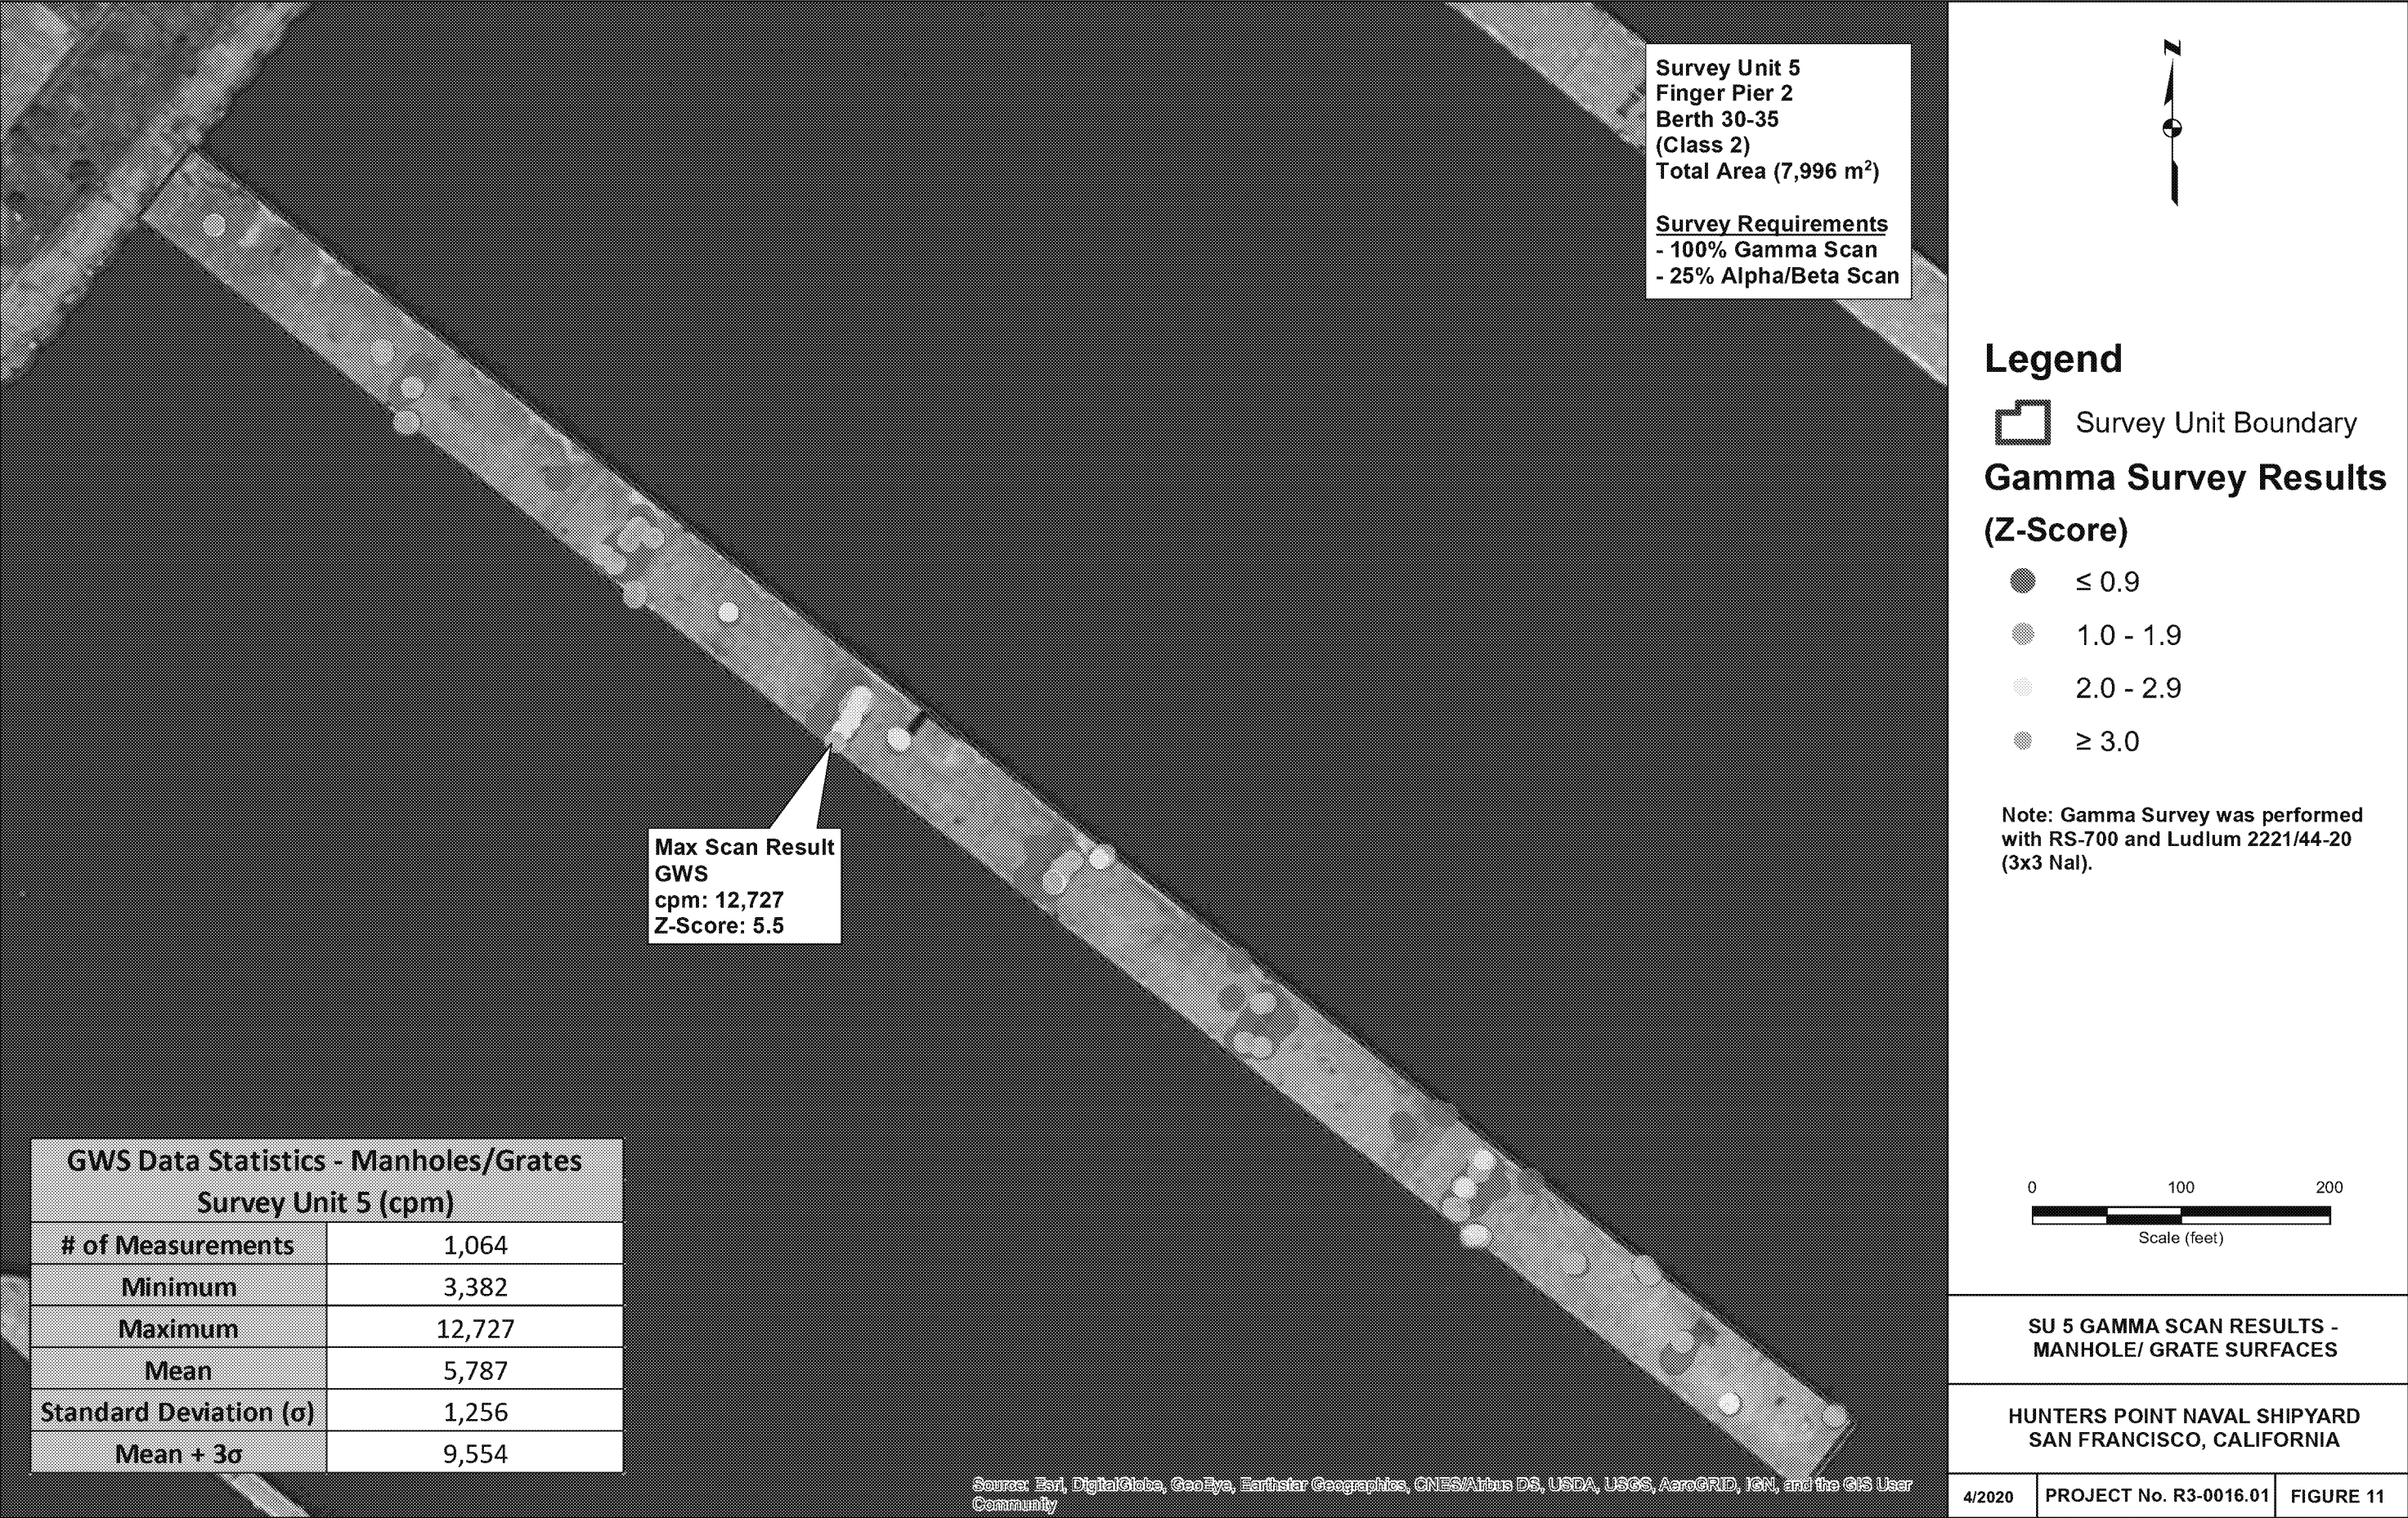 Survey Unit 5
Finger Pier 2
Berth 30-35
(Class 2)
Total Area (7,996 m²)
Survey Requirements
- 100% Gamma Scan
- 25% Alpha/Beta Scan
Max Scan Result
GWS
cpm: 12,727
Z-Score: 5.5
GWS Data Statistics - Manholes/Grates
Survey Unit 5 (cpm)
# of Measurements 1,064
Minimum 3,382
Maximum 12,727
Mean 5,787
Standard Deviation (σ) 1,256
Mean + 3σ 9,554
Source: Esri, DigitalGlobe, GeoEye, Earthstar Geographics, CNES/Airbus DS, USDA, USGS, AeroGRID, IGN, and the GIS User
Community
N
Legend
Survey Unit Boundary
Gamma Survey Results
(Z-Score)
≤ 0.9
1.0 - 1.9
2.0 - 2.9
≥ 3.0
Note: Gamma Survey was performed
with RS-700 and Ludlum 2221/44-20
(3x3 NaI).
0 100 200
Scale (feet)
SU 5 GAMMA SCAN RESULTS -
MANHOLE/ GRATE SURFACES
HUNTERS POINT NAVAL SHIPYARD
SAN FRANCISCO, CALIFORNIA
4/2020 PROJECT No. R3-0016.01 FIGURE 11